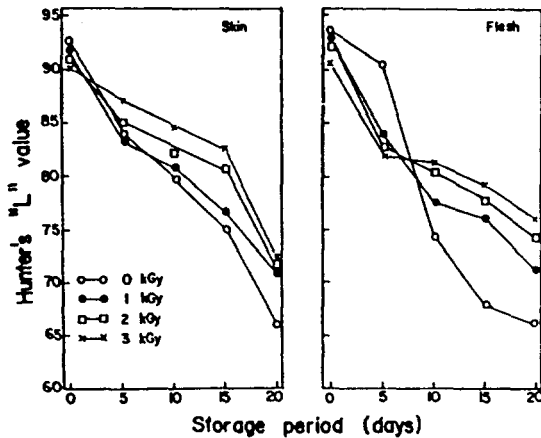 Skin
Flesh
95
90
85
80
75
70
65
60
Hunter's "L" value
0 kGy
1 kGy
2 kGy
3 kGy
0 5 10 15 20
0 5 10 15 20
Storage period (days)